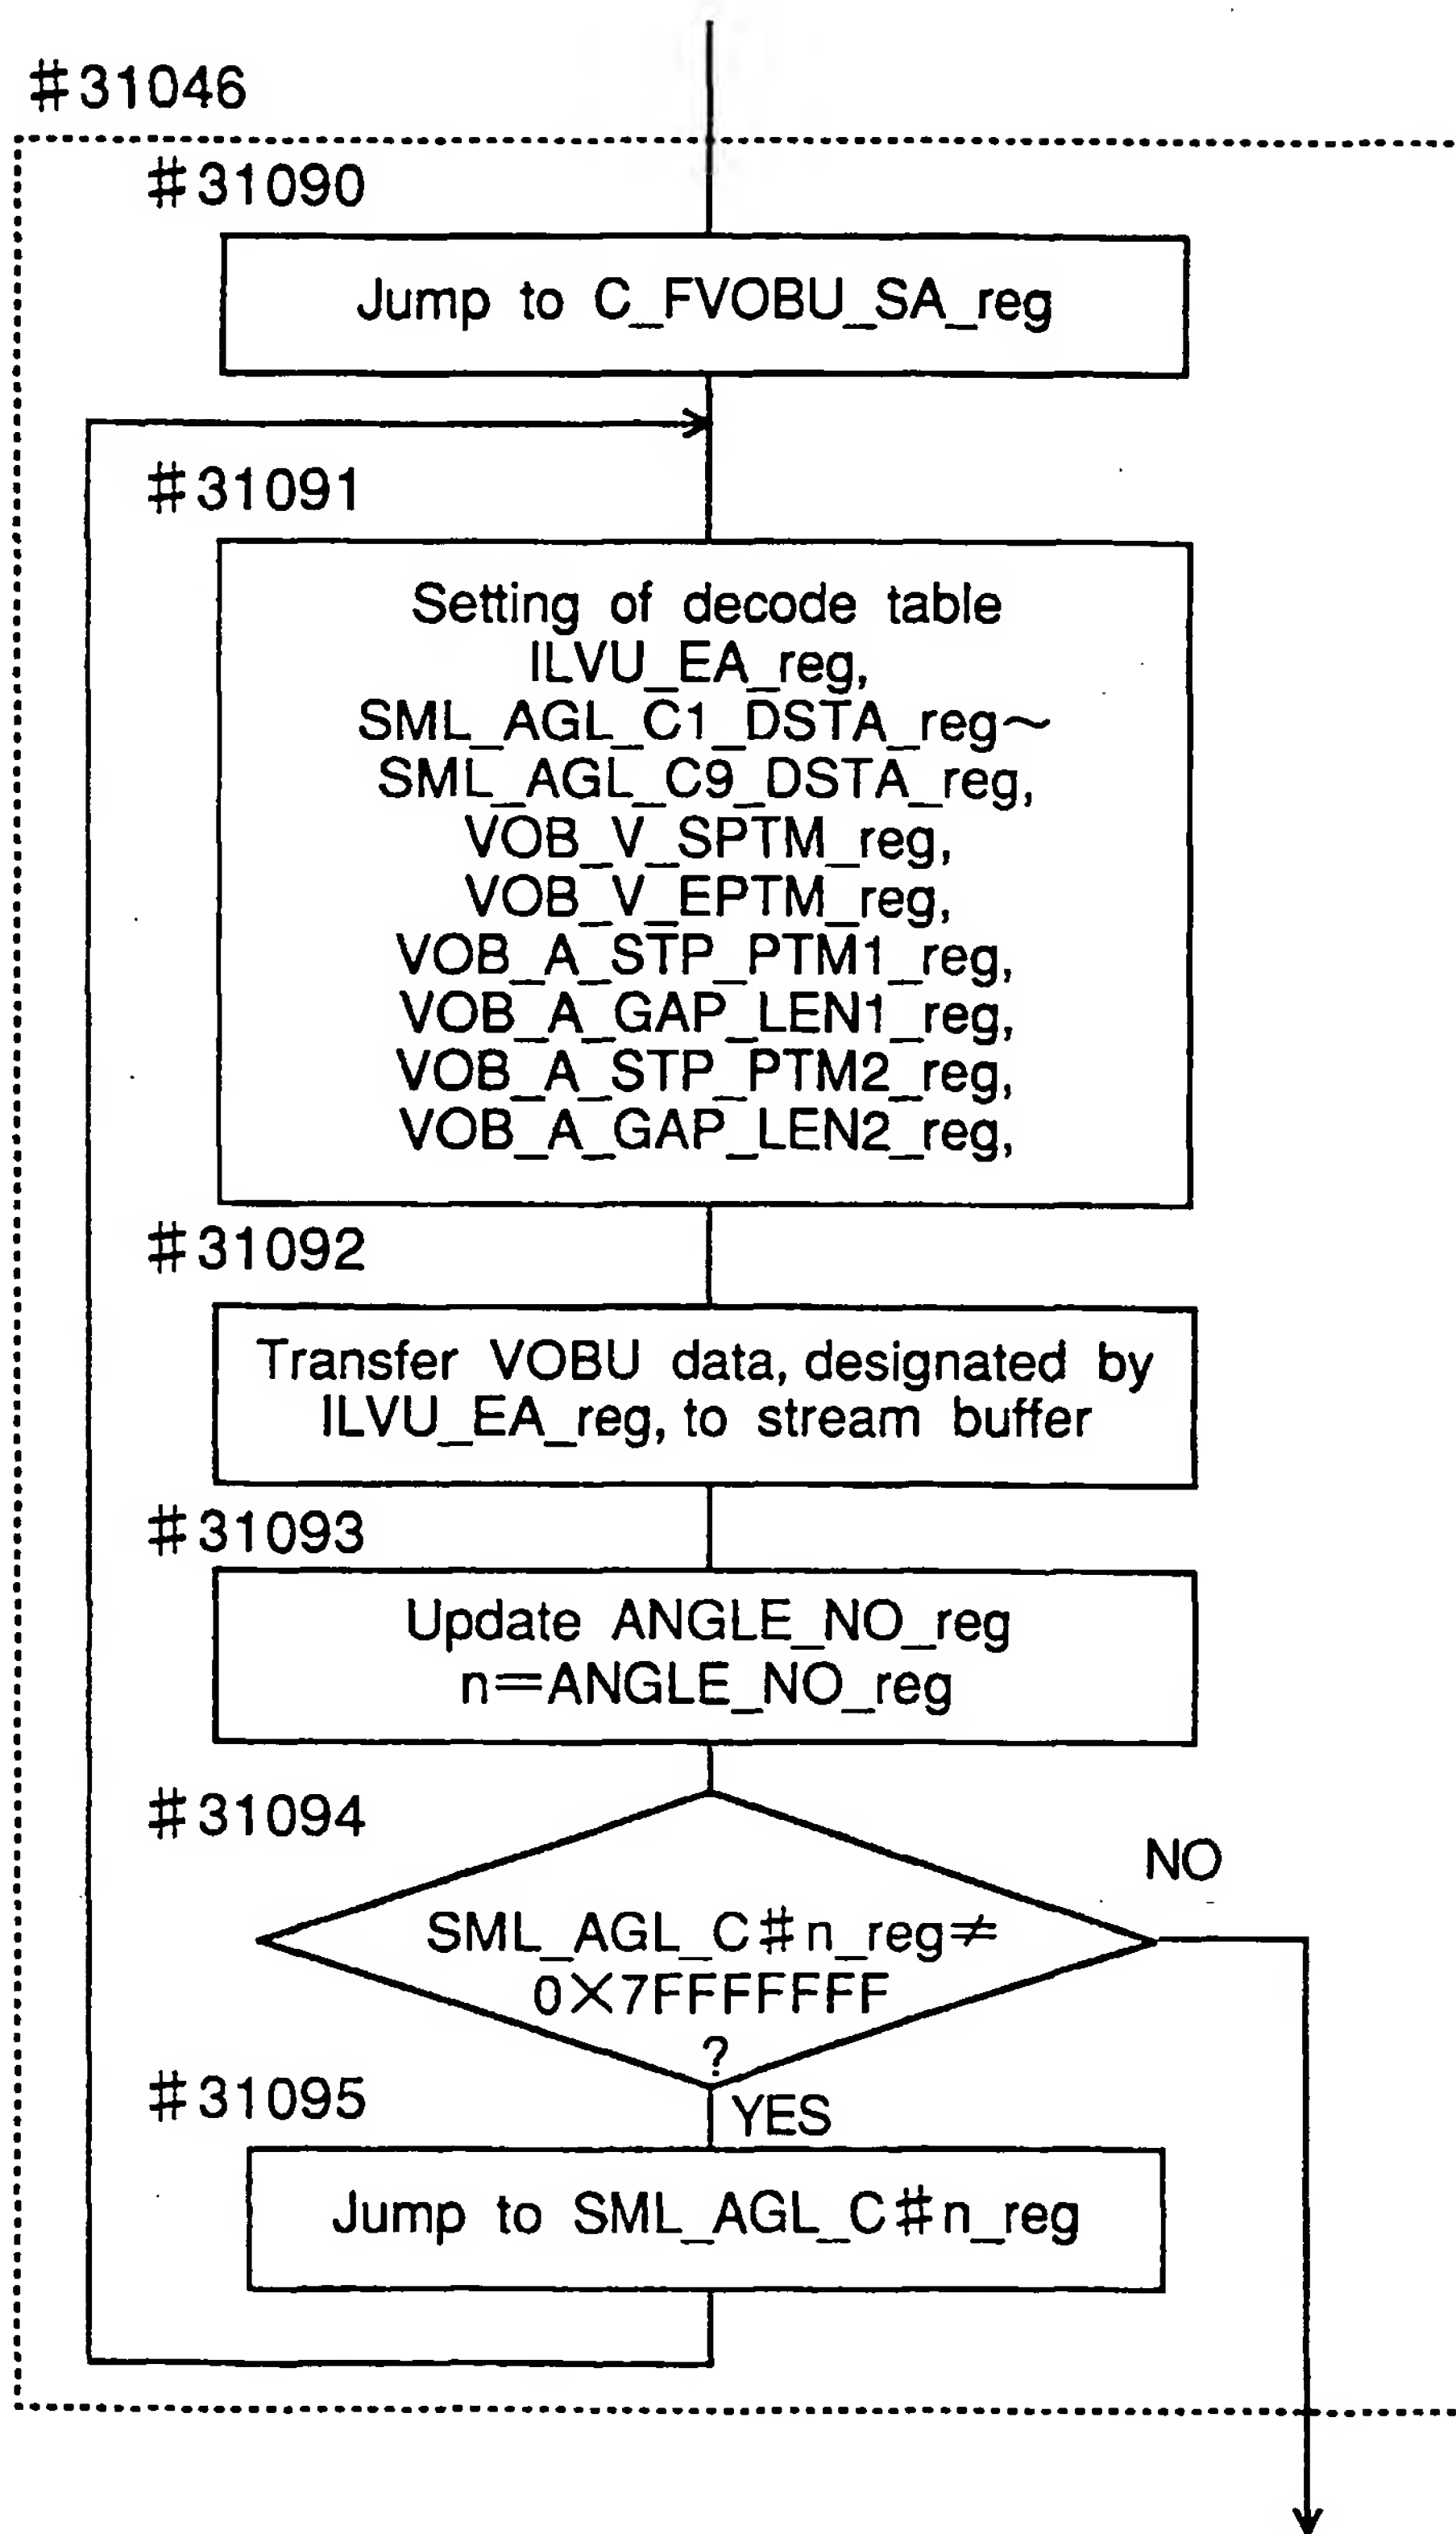 #31046
#31090
Jump to C_FVOBU_SA_reg
#31091
Setting of decode table
ILVU_EA_reg,
SML_AGL_C1_DSTA_reg~
SML_AGL_C9_DSTA_reg,
VOB_V_SPTM_reg,
VOB_V_EPTM_reg,
VOB_A_STP_PTM1_reg,
VOB_A_GAP_LEN1_reg,
VOB_A_STP_PTM2_reg,
VOB_A_GAP_LEN2_reg,
#31092
Transfer VOBU data, designated by
ILVU_EA_reg, to stream buffer
#31093
Update ANGLE_NO_reg
n=ANGLE_NO_reg
#31094
NO
SML_AGL_C#n_reg≠
0X7FFFFFFF
?
#31095
YES
Jump to SML_AGL_C#n_reg